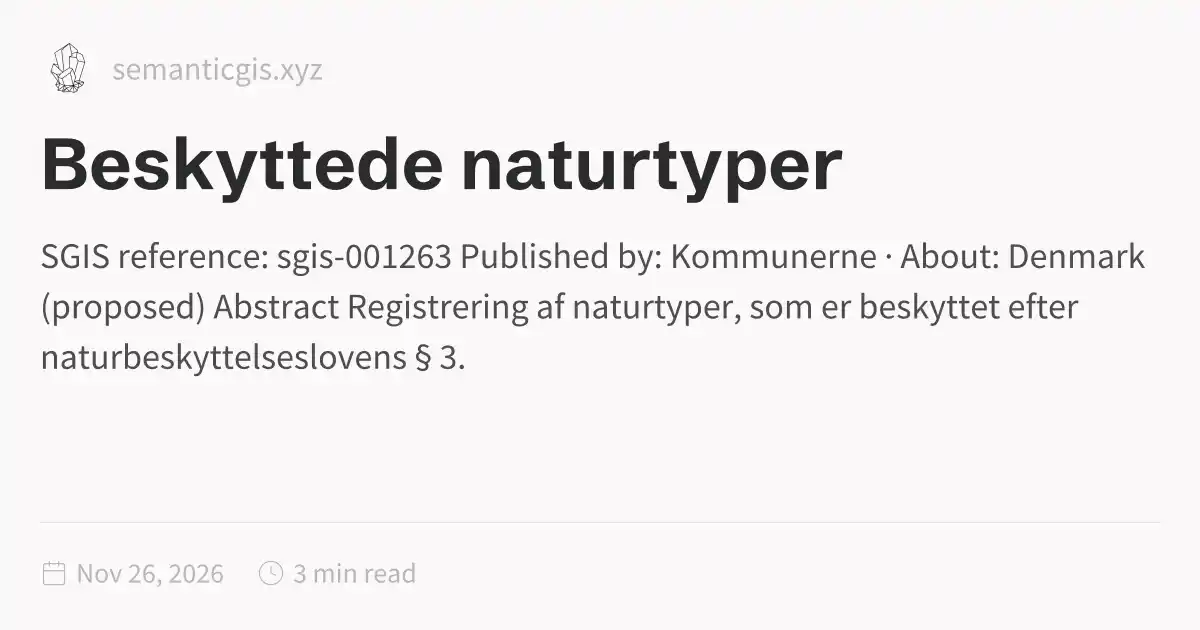 semanticgis.xyz
Beskyttede naturtyper
SGIS reference: sgis-001263 Published by: Kommunerne · About: Denmark
(proposed) Abstract Registrering af naturtyper, som er beskyttet efter
naturbeskyttelseslovens § 3.
Nov 26, 2026 3 min read